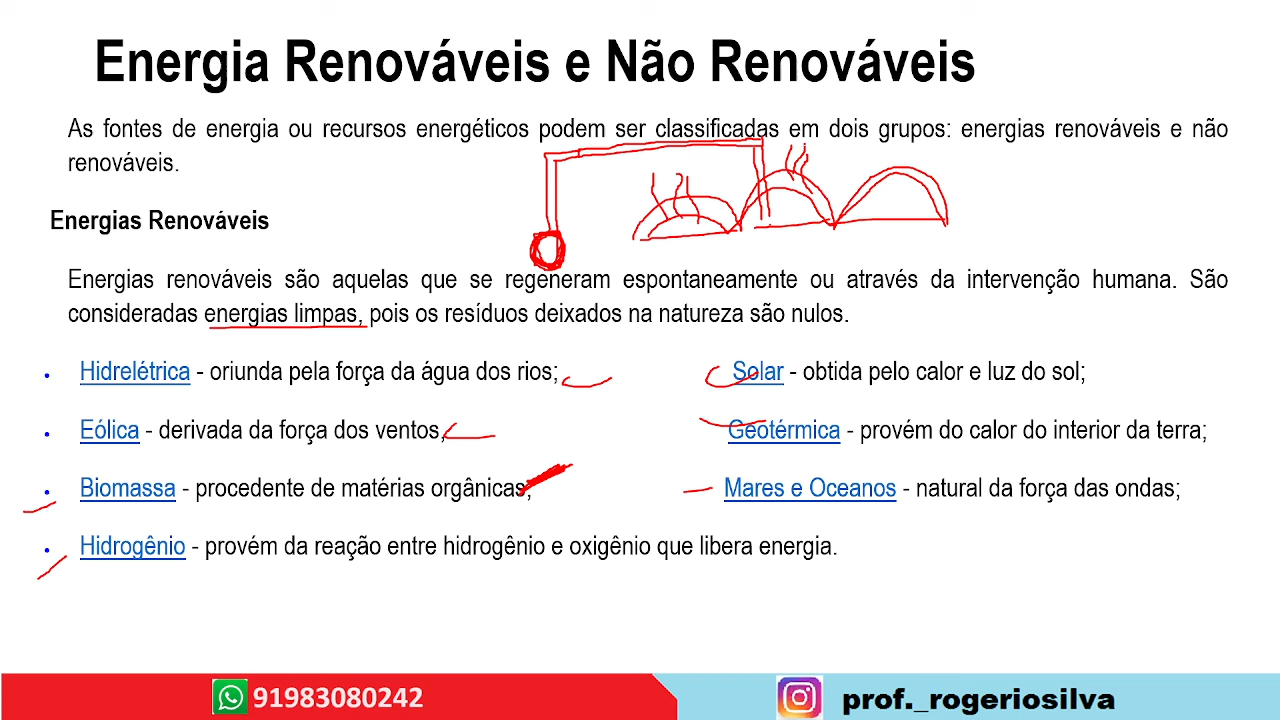 Energia Renováveis e Não Renováveis
As fontes de energia ou recursos energéticos podem ser classificadas em dois grupos: energias renováveis e não
renováveis.
Energias Renováveis
Energias renováveis são aquelas que se regeneram espontaneamente ou através da intervenção humana. São
consideradas energias limpas, pois os resíduos deixados na natureza são nulos.
• Hidrelétrica - oriunda pela força da água dos rios;
Solar - obtida pelo calor e luz do sol;
• Eólica - derivada da força dos ventos;
Geotérmica - provém do calor do interior da terra;
• Biomassa - procedente de matérias orgânicas;
Mares e Oceanos - natural da força das ondas;
• Hidrogênio - provém da reação entre hidrogênio e oxigênio que libera energia.
91983080242
prof._rogeriosilva